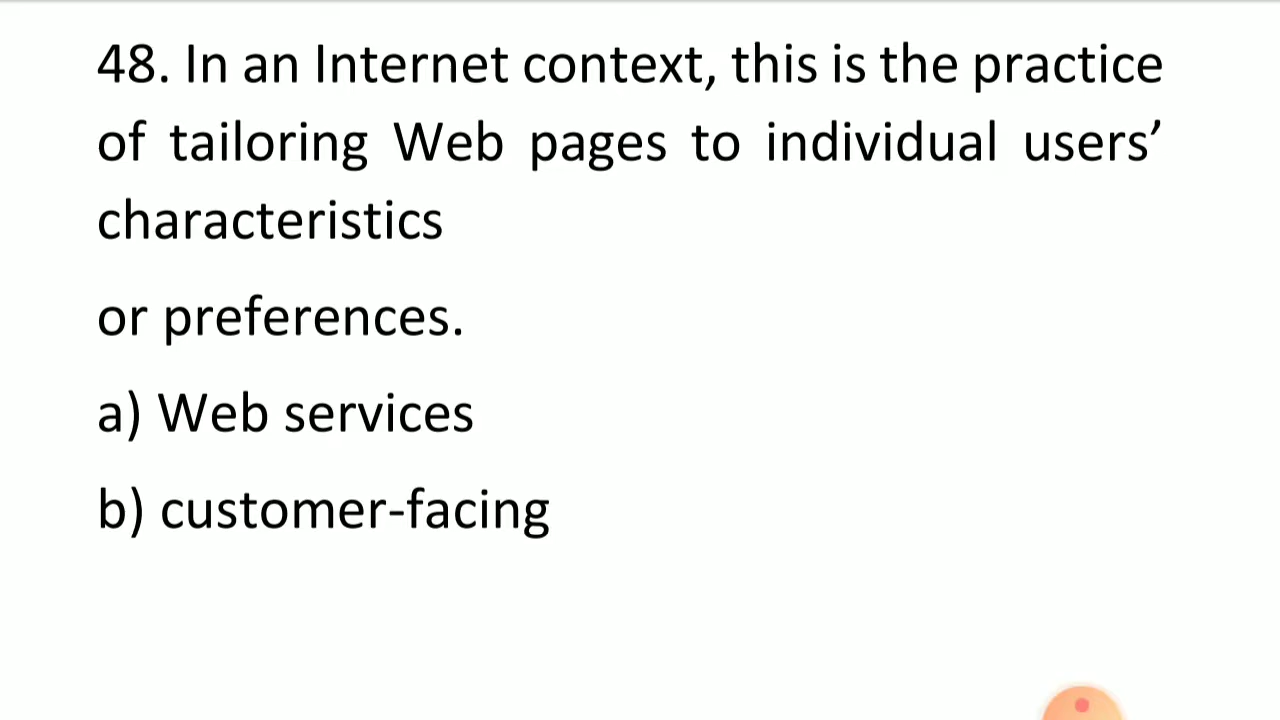 48. In an Internet context, this is the practice
of tailoring Web pages to individual users’
characteristics
or preferences.
a) Web services
b) customer-facing